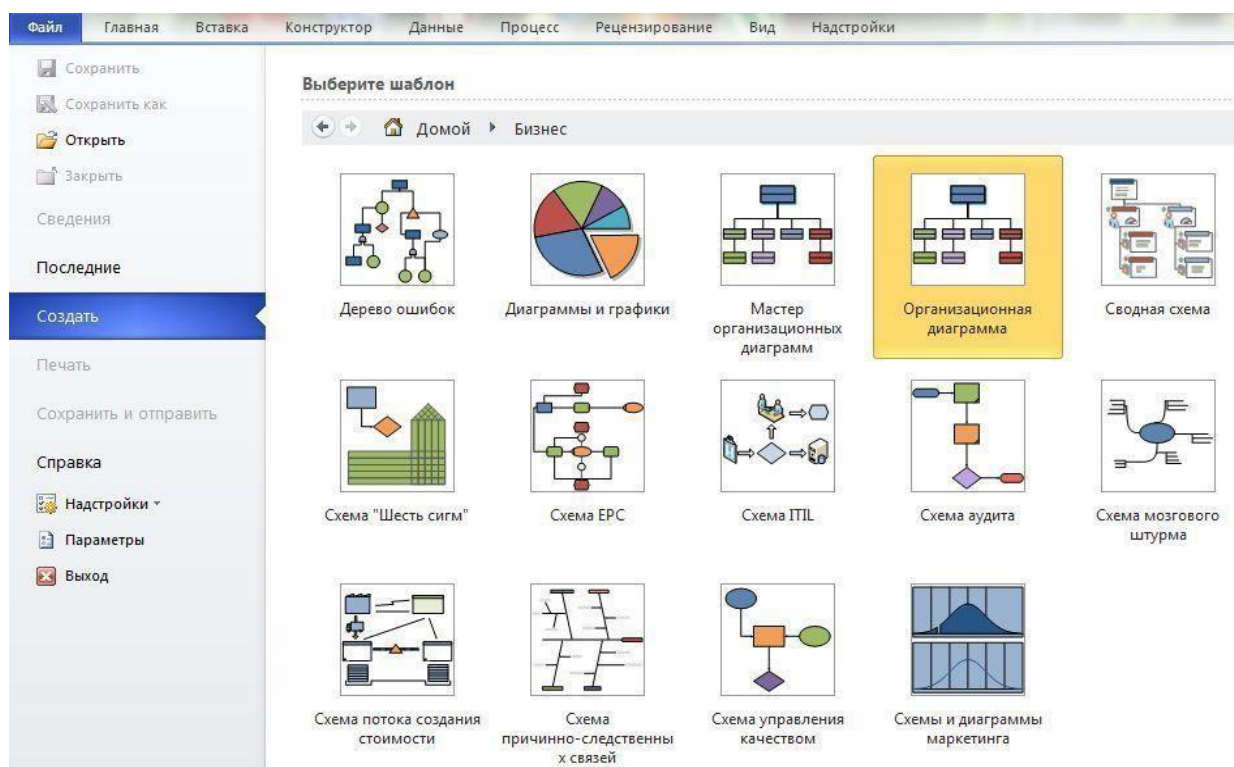 Файл Главная Вставка Конструктор Данные Процесс Рецензирование Вид Надстройки
Сохранить
Сохранить как
Открыть
Закрыть
Сведения
Последние
Создать
Печать
Сохранить и отправить
Справка
Надстройки
Параметры
Выход
Выберите шаблон
Домой Бизнес
Дерево ошибок
Диаграммы и графики
Мастер
организационных
диаграмм
Организационная
диаграмма
Сводная схема
Схема "Шесть сигм"
Схема EPC
Схема ITIL
Схема аудита
Схема мозгового
штурма
Схема потока создания
стоимости
Схема
причинно-следственны
х связей
Схема управления
качеством
Схемы и диаграммы
маркетинга